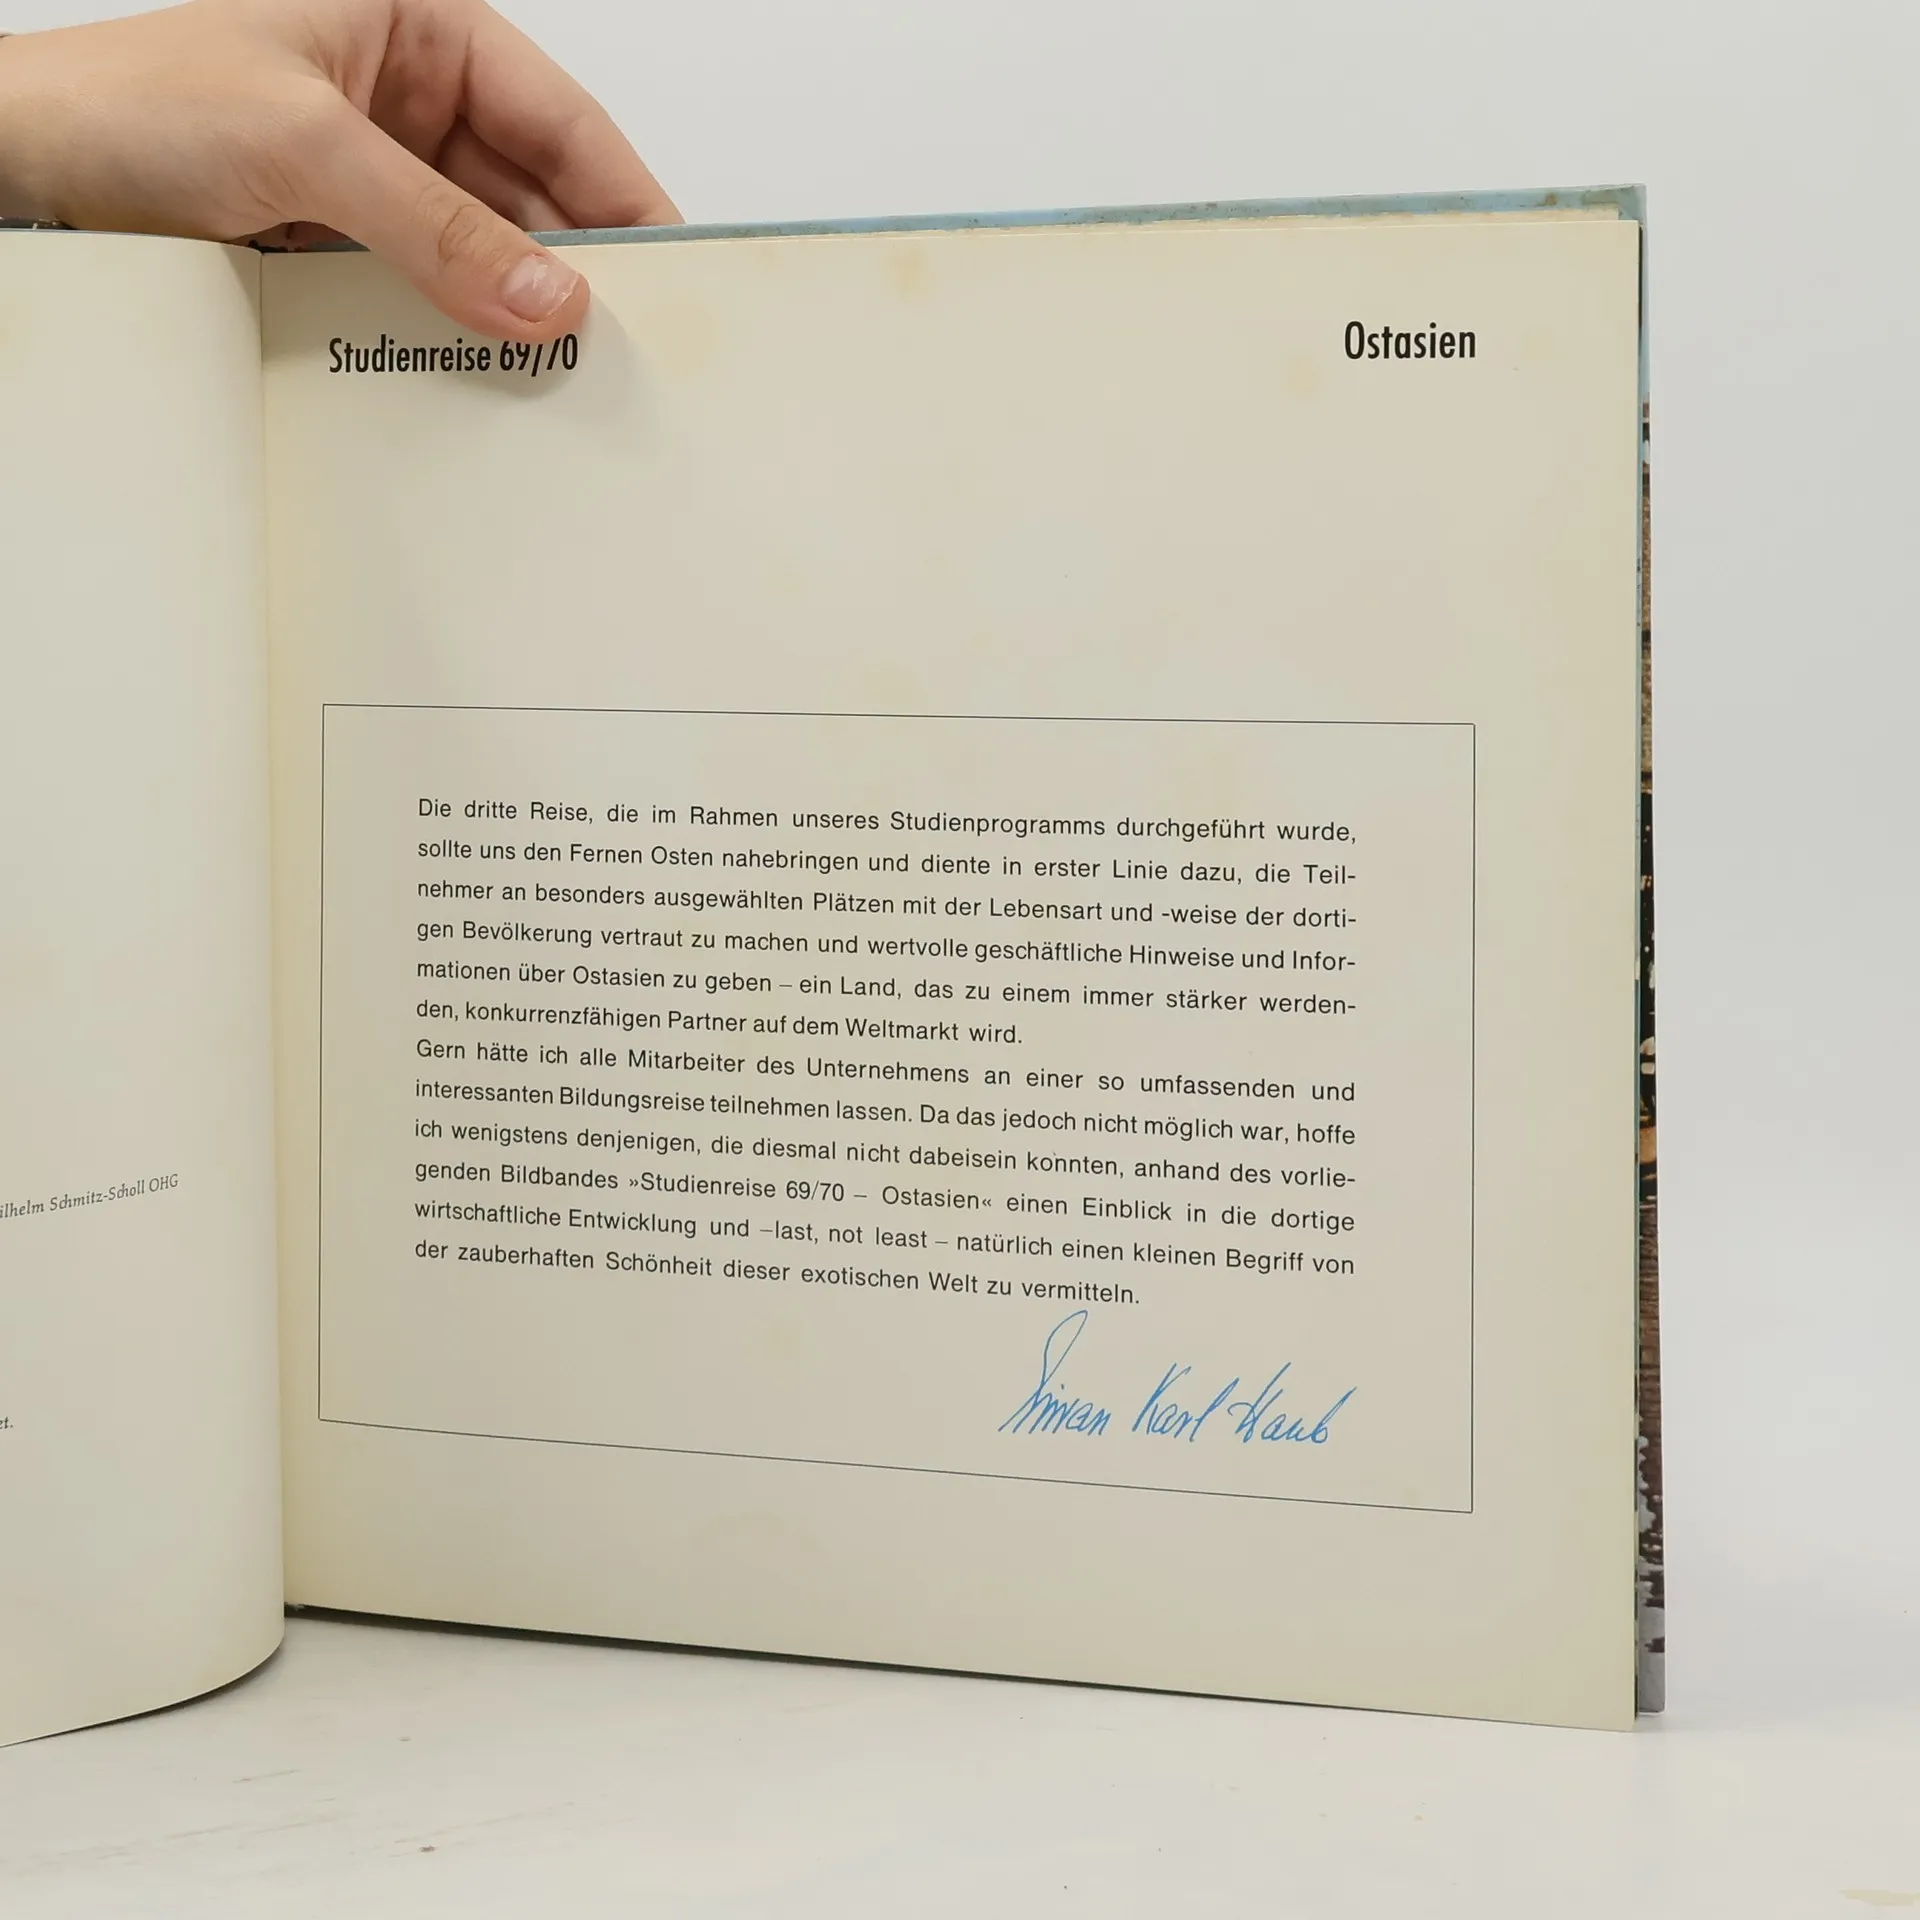 Studienreise 69/70
Ostasien
Die dritte Reise, die im Rahmen unseres Studienprogramms durchgeführt wurde,
sollte uns den Fernen Osten nahebringen und diente in erster Linie dazu, die Teil-
nehmer an besonders ausgewählten Plätzen mit der Lebensart und -weise der dorti-
gen Bevölkerung vertraut zu machen und wertvolle geschäftliche Hinweise und Infor-
mationen über Ostasien zu geben – ein Land, das zu einem immer stärker werden-
den, konkurrenzfähigen Partner auf dem Weltmarkt wird.
Gern hätte ich alle Mitarbeiter des Unternehmens an einer so umfassenden und
interessanten Bildungsreise teilnehmen lassen. Da das jedoch nicht möglich war, hoffe
ich wenigstens denjenigen, die diesmal nicht dabeisein konnten, anhand des vorlie-
genden Bildbandes »Studienreise 69/70 – Ostasien« einen Einblick in die dortige
wirtschaftliche Entwicklung und –last, not least – natürlich einen kleinen Begriff von
der zauberhaften Schönheit dieser exotischen Welt zu vermitteln.
Karl Haub
ilhelm Schmitz-Scholl OHG
et.